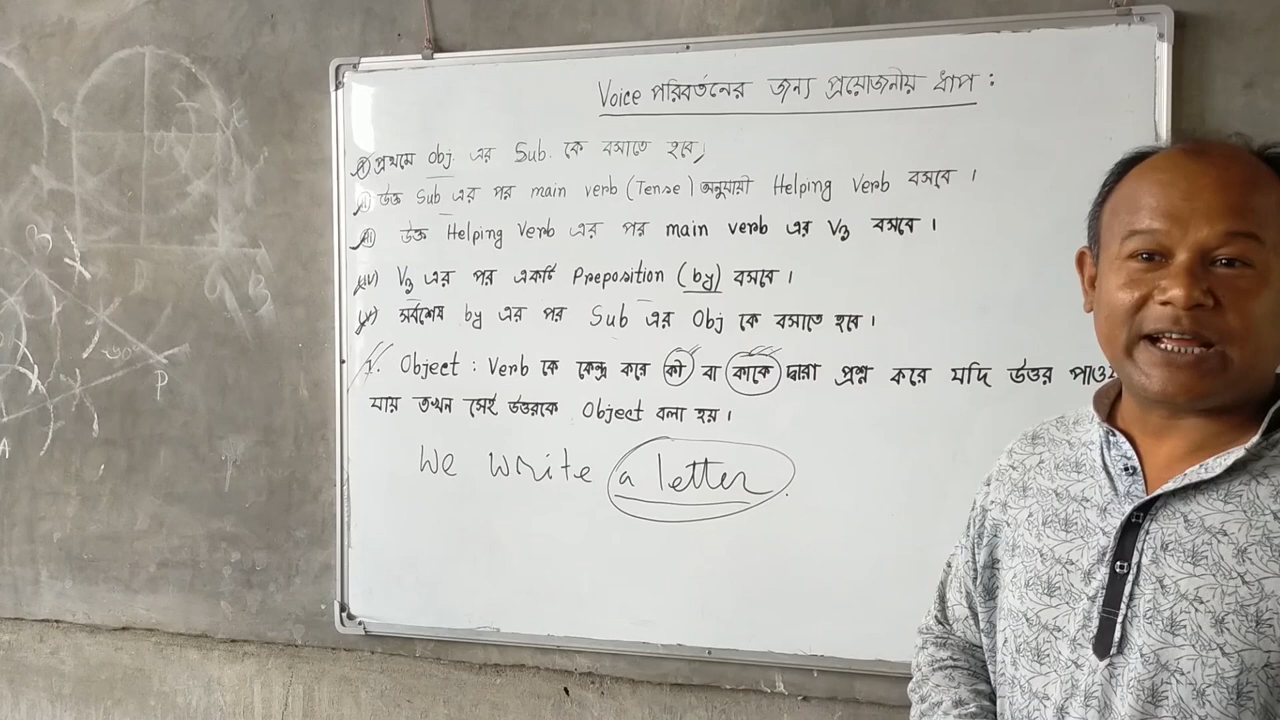 Voice পরিবর্তনের জন্য প্রয়োজনীয় ধাপ :
i) প্রথমে obj. এর Sub. কে বসাতে হবে,
ii) উক্ত Sub এর পর main verb (Tense) অনুযায়ী Helping Verb বসবে ।
iii) উক্ত Helping Verb এর পর main verb এর V3 বসবে ।
iv) V3 এর পর একটি Preposition (by) বসবে ।
v) সর্বশেষ by এর পর Sub এর Obj কে বসাতে হবে ।
1. Object : Verb কে কেন্দ্র করে কী বা কাকে দ্বারা প্রশ্ন করে যদি উত্তর
যায় তখন সেই উত্তরকে Object বলা হয় ।
We write a letter.
B
90°
P
A
B